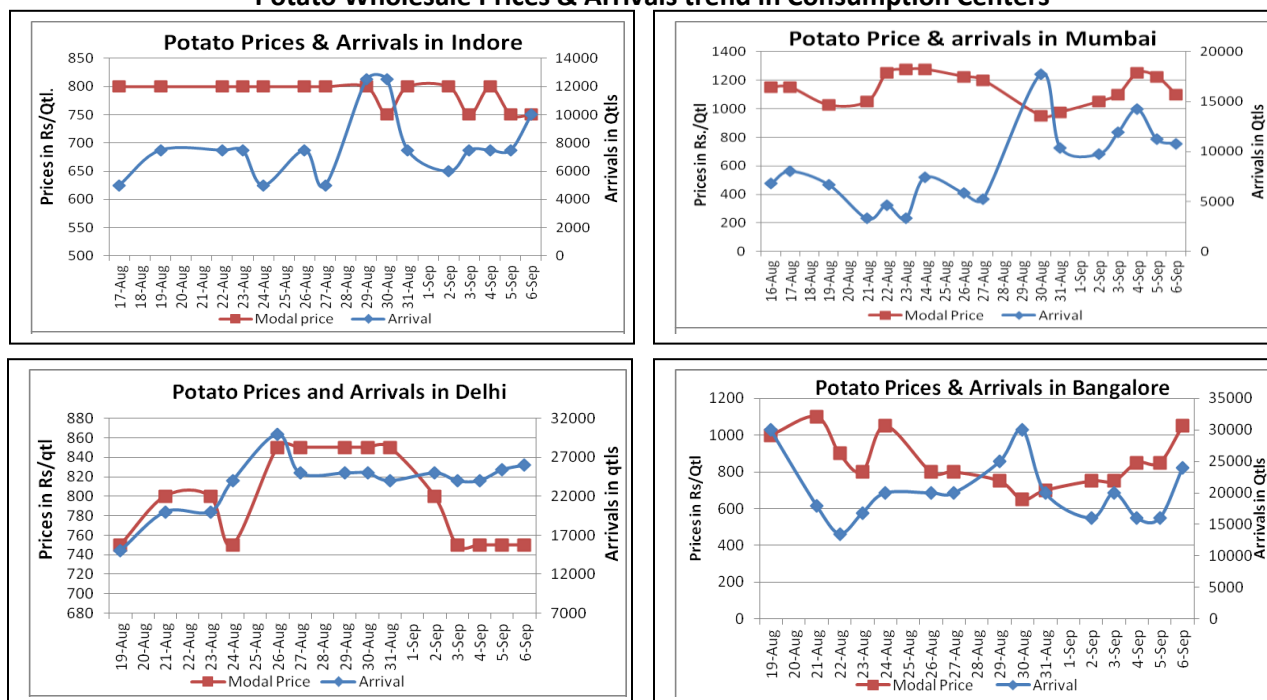 Potato Wholesale Prices & Arrivals trend in Consumption Centers
Potato Prices & Arrivals in Indore
Prices in Rs/Qtl.
850
800
750
700
650
600
550
500
14000
12000
10000
8000
6000
4000
2000
0
Arrivals in Qtls
17-Aug
18-Aug
19-Aug
20-Aug
21-Aug
22-Aug
23-Aug
24-Aug
25-Aug
26-Aug
27-Aug
28-Aug
29-Aug
30-Aug
31-Aug
1-Sep
2-Sep
3-Sep
4-Sep
5-Sep
6-Sep
Modal price
Arrival
Potato Price & arrivals in Mumbai
Prices in Rs./Qtl
1400
1200
1000
800
600
400
200
0
20000
15000
10000
5000
0
Arrivals in Qtls
16-Aug
17-Aug
18-Aug
19-Aug
20-Aug
21-Aug
22-Aug
23-Aug
24-Aug
25-Aug
26-Aug
27-Aug
28-Aug
29-Aug
30-Aug
31-Aug
1-Sep
2-Sep
3-Sep
4-Sep
5-Sep
6-Sep
Modal Price
Arrival
Potato Prices and Arrivals in Delhi
Prices in Rs/qtl
880
860
840
820
800
780
760
740
720
700
680
32000
27000
22000
17000
12000
7000
Arrivals in qtls
19-Aug
20-Aug
21-Aug
22-Aug
23-Aug
24-Aug
25-Aug
26-Aug
27-Aug
28-Aug
29-Aug
30-Aug
31-Aug
1-Sep
2-Sep
3-Sep
4-Sep
5-Sep
6-Sep
Modal Price
Arrival
Potato Prices & Arrivals in Bangalore
Prices in Rs/Qtl
1200
1000
800
600
400
200
0
35000
30000
25000
20000
15000
10000
5000
0
Arrivals in Qtls
19-Aug
20-Aug
21-Aug
22-Aug
23-Aug
24-Aug
25-Aug
26-Aug
27-Aug
28-Aug
29-Aug
30-Aug
31-Aug
1-Sep
2-Sep
3-Sep
4-Sep
5-Sep
6-Sep
Modal Price
Arrival